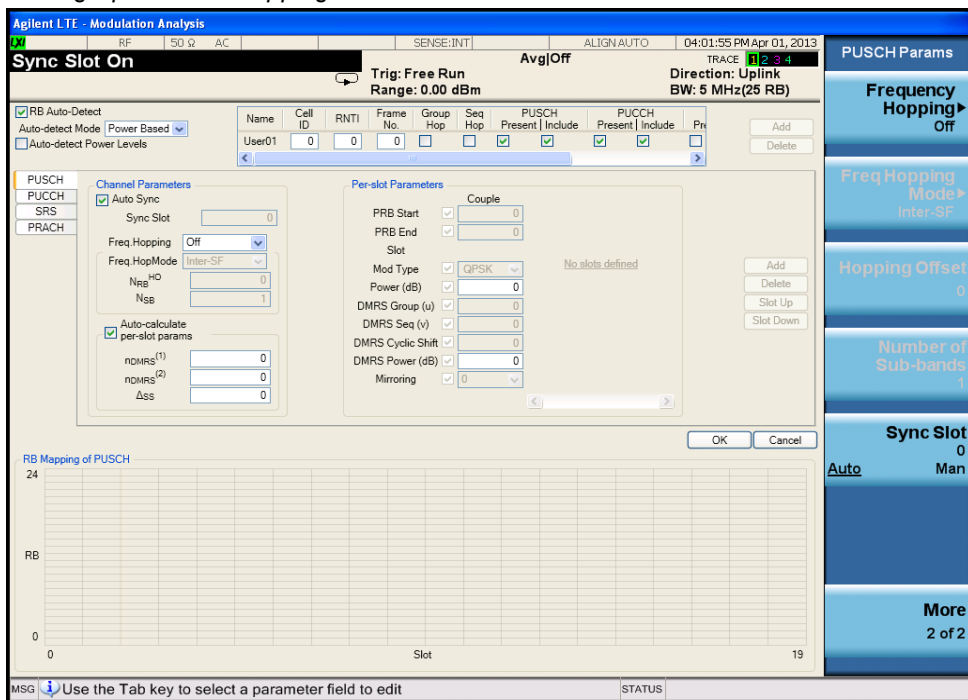 Agilent LTE - Modulation Analysis
LXI RF 50 Ω AC SENSE:INT ALIGN AUTO 04:01:55 PM Apr 01, 2013
Sync Slot On
Avg|Off
TRACE 1 2 3 4
Trig: Free Run
Direction: Uplink
Range: 0.00 dBm
BW: 5 MHz(25 RB)
RB Auto-Detect
Auto-detect Mode Power Based
Auto-detect Power Levels
Name Cell ID RNTI Frame No. Group Hop Seq Hop PUSCH Present | Include PUCCH Present | Include Pr
User01 0 0 0
Add
Delete
PUSCH
PUCCH
SRS
PRACH
Channel Parameters
Auto Sync
Sync Slot 0
Freq.Hopping Off
Freq.HopMode Inter-SF
NRB HO 0
NSB 1
Auto-calculate
per-slot params
nDMRS(1) 0
nDMRS(2) 0
Δss 0
Per-slot Parameters
Couple
PRB Start 0
PRB End 0
Slot
Mod Type QPSK
Power (dB) 0
DMRS Group (u) 0
DMRS Seq (v) 0
DMRS Cyclic Shift 0
DMRS Power (dB) 0
Mirroring 0
No slots defined
Add
Delete
Slot Up
Slot Down
OK Cancel
RB Mapping of PUSCH
24
RB
0
0 Slot 19
MSG Use the Tab key to select a parameter field to edit STATUS
PUSCH Params
Frequency
Hopping
Off
Freq Hopping
Mode
Inter-SF
Hopping Offset
0
Number of
Sub-bands
1
Sync Slot
0
Auto Man
More
2 of 2